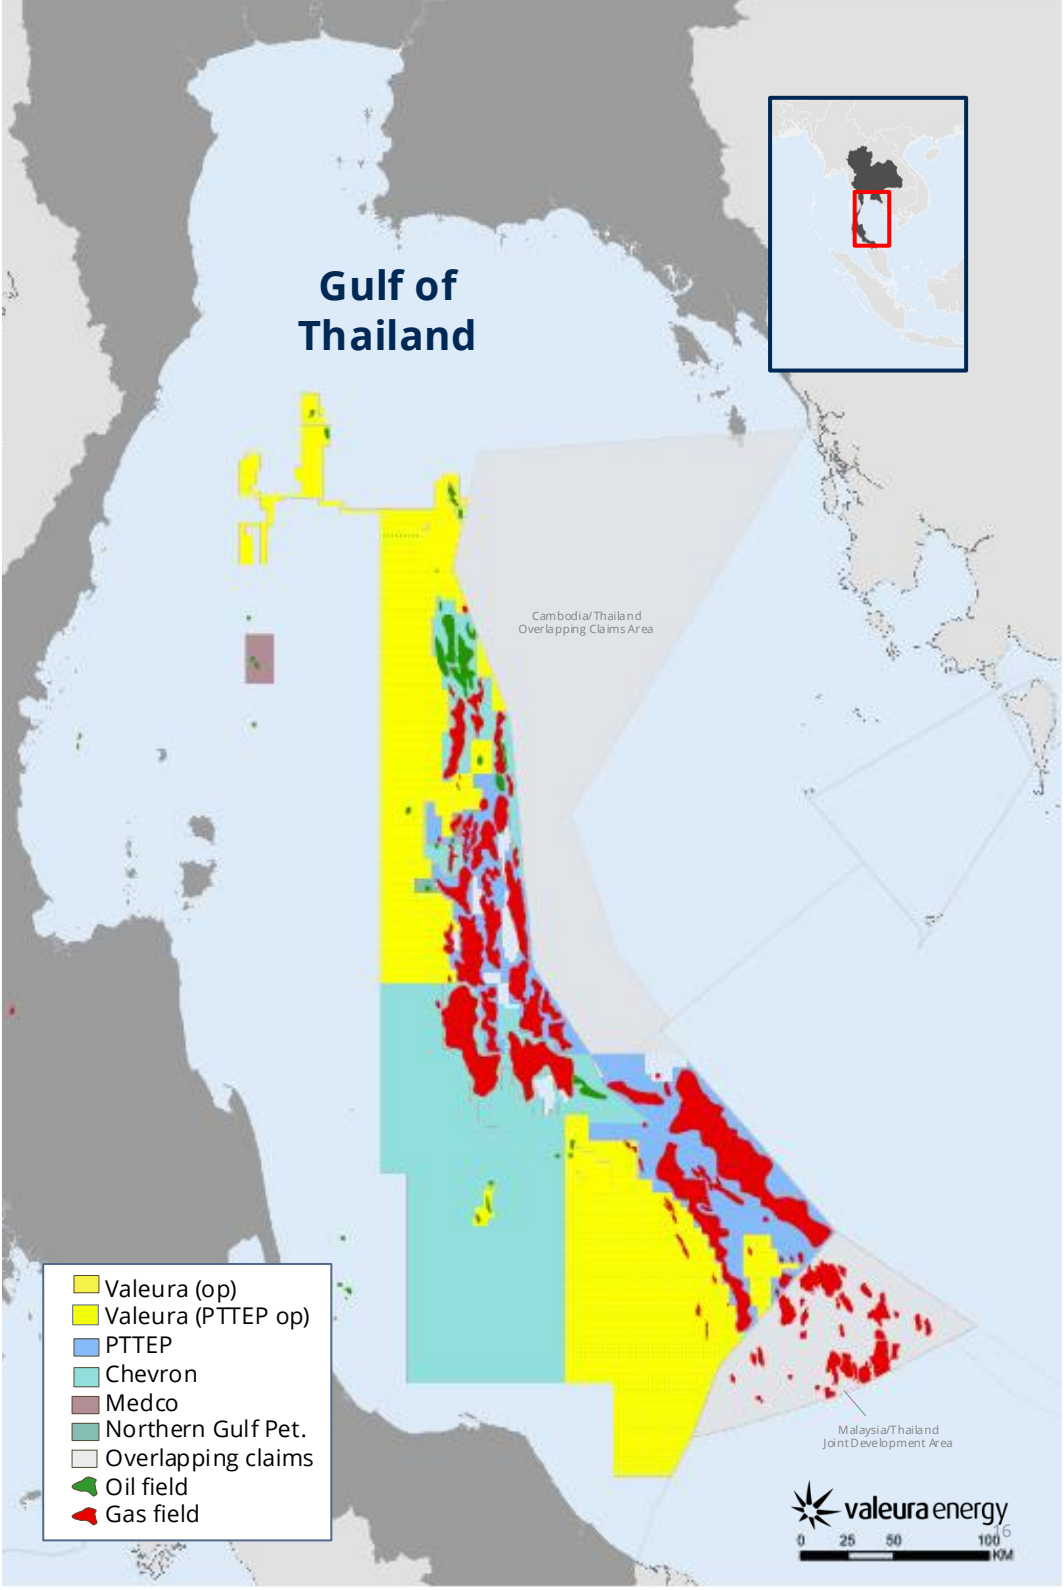 Gulf of
Thailand
Cambodia/Thailand
Overlapping Claims Area
Valeura (op)
Valeura (PTTEP op)
PTTEP
Chevron
Medco
Northern Gulf Pet.
Overlapping claims
Oil field
Gas field
Malaysia/Thailand
Joint Development Area
valeura energy
16
0 25 50 100
KM